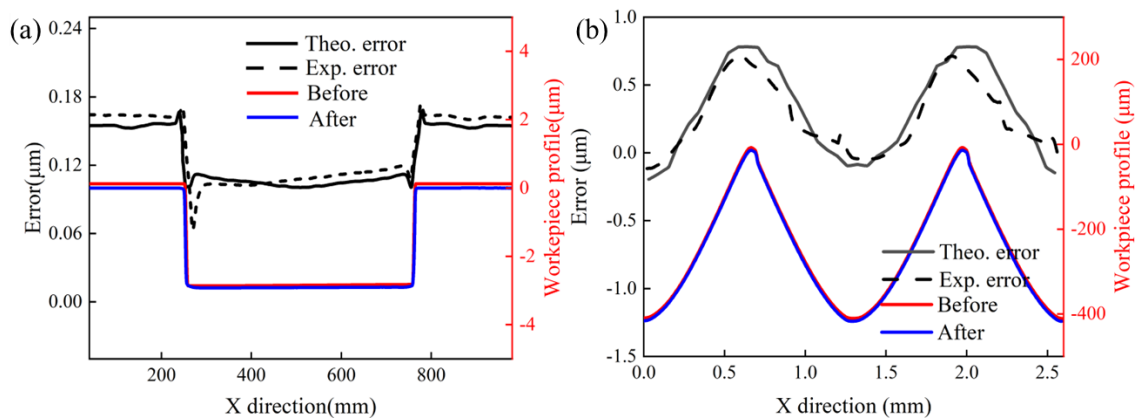 (a)
0.24
0.18
0.12
0.06
0.00
Error(μm)
Theo. error
Exp. error
Before
After
4
2
0
-2
-4
Workepiece profile(μm)
200
400
600
800
X direction(mm)
(b)
1.0
0.5
0.0
-0.5
-1.0
-1.5
Error (μm)
Theo. error
Exp. error
Before
After
200
0
-200
-400
Workpiece profile (μm)
0.0
0.5
1.0
1.5
2.0
2.5
X direction (mm)